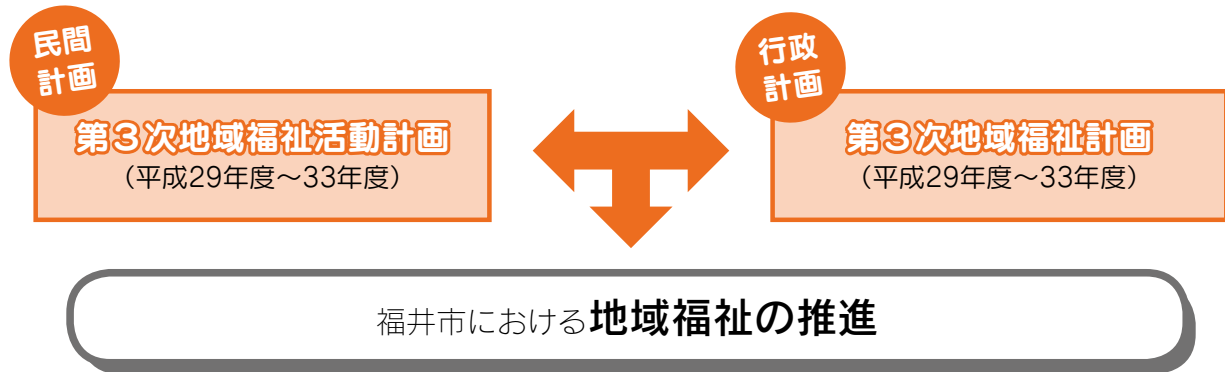 民間
計画
第3次地域福祉活動計画
（平成29年度～33年度）
行政
計画
第3次地域福祉計画
（平成29年度～33年度）
福井市における地域福祉の推進